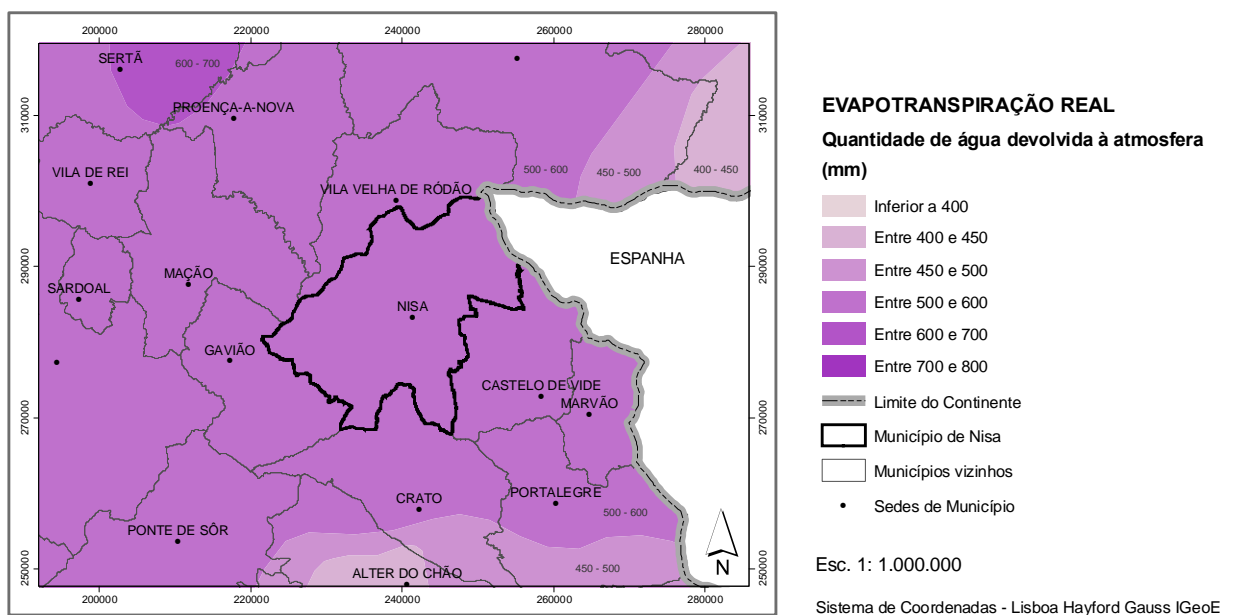 200000 220000 240000 260000 280000
SERTÃ
600 - 700
PROENÇA-A-NOVA
310000 310000
VILA DE REI
500 - 600
450 - 500
400 - 450
VILA VELHA DE RÓDÃO
ESPANHA
290000 290000
MAÇÃO
SARDOAL
NISA
GAVIÃO
CASTELO DE VIDE
MARVÃO
270000 270000
CRATO
PORTALEGRE
500 - 600
PONTE DE SÔR
450 - 500
ALTER DO CHÃO
N
250000 250000
200000 220000 240000 260000 280000
EVAPOTRANSPIRAÇÃO REAL
Quantidade de água devolvida à atmosfera
(mm)
Inferior a 400
Entre 400 e 450
Entre 450 e 500
Entre 500 e 600
Entre 600 e 700
Entre 700 e 800
Limite do Continente
Município de Nisa
Municípios vizinhos
Sedes de Município
Esc. 1: 1.000.000
Sistema de Coordenadas - Lisboa Hayford Gauss IGeoE